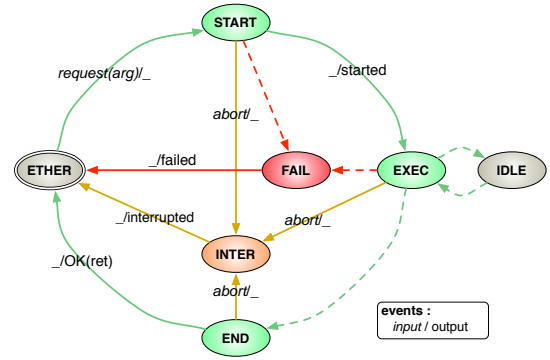 START
_/started
request(arg)/_
abort/_
_/failed
ETHER
FAIL
EXEC
IDLE
_/interrupted
abort/_
INTER
_/OK(ret)
abort/_
END
events :
input / output